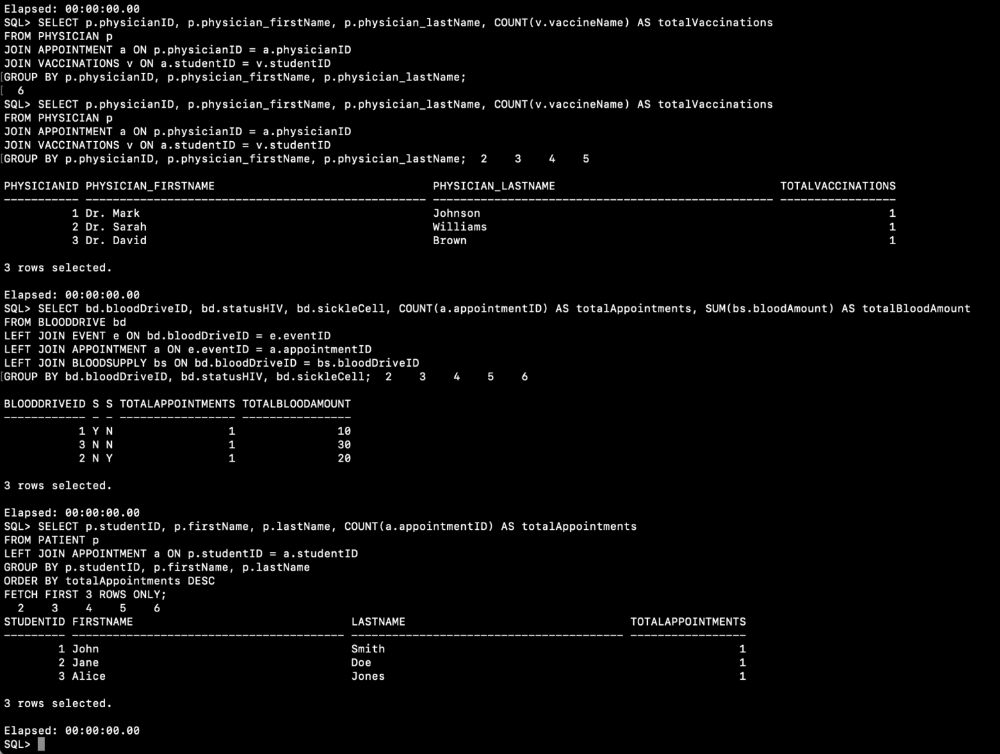 Elapsed: 00:00:00.00
SQL> SELECT p.physicianID, p.physician_firstName, p.physician_lastName, COUNT(v.vaccineName) AS totalVaccinations
FROM PHYSICIAN p
JOIN APPOINTMENT a ON p.physicianID = a.physicianID
JOIN VACCINATIONS v ON a.studentID = v.studentID
[GROUP BY p.physicianID, p.physician_firstName, p.physician_lastName;
[  6
SQL> SELECT p.physicianID, p.physician_firstName, p.physician_lastName, COUNT(v.vaccineName) AS totalVaccinations
FROM PHYSICIAN p
JOIN APPOINTMENT a ON p.physicianID = a.physicianID
JOIN VACCINATIONS v ON a.studentID = v.studentID
[GROUP BY p.physicianID, p.physician_firstName, p.physician_lastName;  2    3    4    5
PHYSICIANID PHYSICIAN_FIRSTNAME                                PHYSICIAN_LASTNAME                                 TOTALVACCINATIONS
----------- -------------------------------------------------- -------------------------------------------------- -----------------
          1 Dr. Mark                                           Johnson                                                            1
          2 Dr. Sarah                                          Williams                                                           1
          3 Dr. David                                          Brown                                                              1
3 rows selected.
Elapsed: 00:00:00.00
SQL> SELECT bd.bloodDriveID, bd.statusHIV, bd.sickleCell, COUNT(a.appointmentID) AS totalAppointments, SUM(bs.bloodAmount) AS totalBloodAmount
FROM BLOODDRIVE bd
LEFT JOIN EVENT e ON bd.bloodDriveID = e.eventID
LEFT JOIN APPOINTMENT a ON e.eventID = a.appointmentID
LEFT JOIN BLOODSUPPLY bs ON bd.bloodDriveID = bs.bloodDriveID
[GROUP BY bd.bloodDriveID, bd.statusHIV, bd.sickleCell;  2    3    4    5    6
BLOODDRIVEID S S TOTALAPPOINTMENTS TOTALBLOODAMOUNT
------------ - - ----------------- ----------------
           1 Y N                 1               10
           3 N N                 1               30
           2 N Y                 1               20
3 rows selected.
Elapsed: 00:00:00.00
SQL> SELECT p.studentID, p.firstName, p.lastName, COUNT(a.appointmentID) AS totalAppointments
FROM PATIENT p
LEFT JOIN APPOINTMENT a ON p.studentID = a.studentID
GROUP BY p.studentID, p.firstName, p.lastName
ORDER BY totalAppointments DESC
FETCH FIRST 3 ROWS ONLY;
  2    3    4    5    6
STUDENTID FIRSTNAME                                LASTNAME                                 TOTALAPPOINTMENTS
--------- ---------------------------------------- ---------------------------------------- -----------------
        1 John                                     Smith                                                    1
        2 Jane                                     Doe                                                      1
        3 Alice                                    Jones                                                    1
3 rows selected.
Elapsed: 00:00:00.00
SQL>